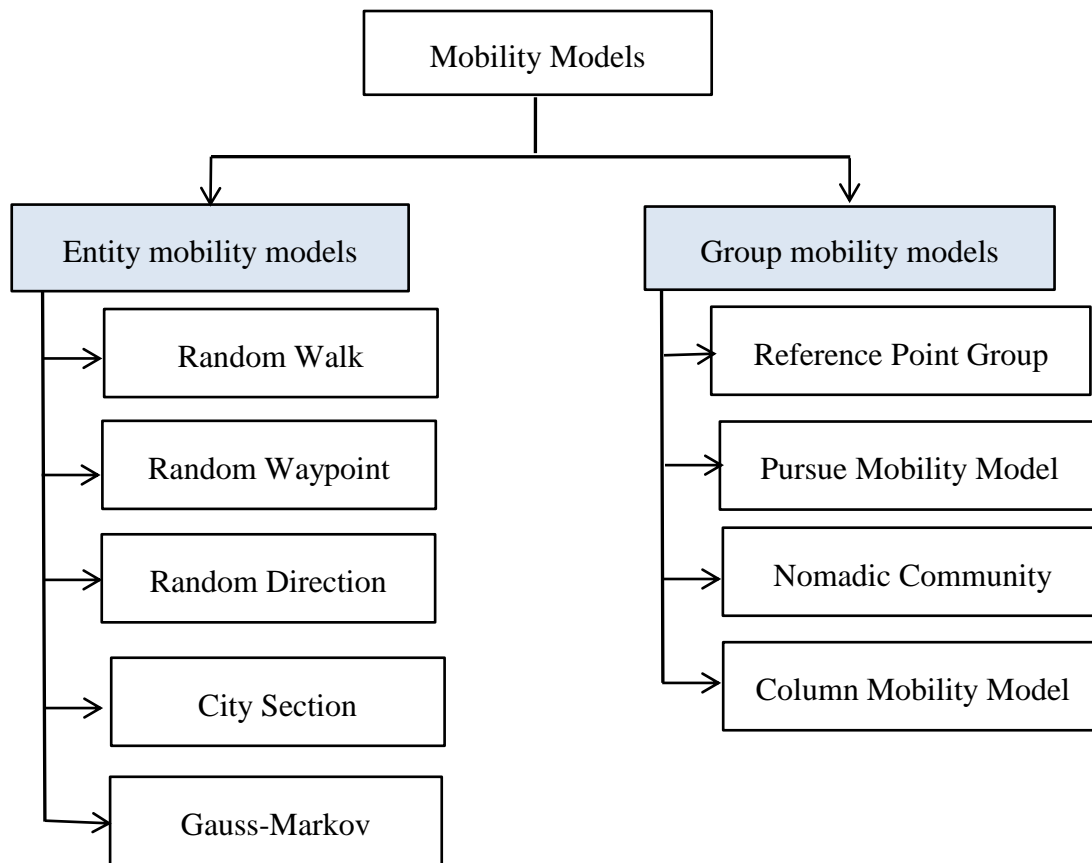 Mobility Models
Entity mobility models
Random Walk
Random Waypoint
Random Direction
City Section
Gauss-Markov
Group mobility models
Reference Point Group
Pursue Mobility Model
Nomadic Community
Column Mobility Model